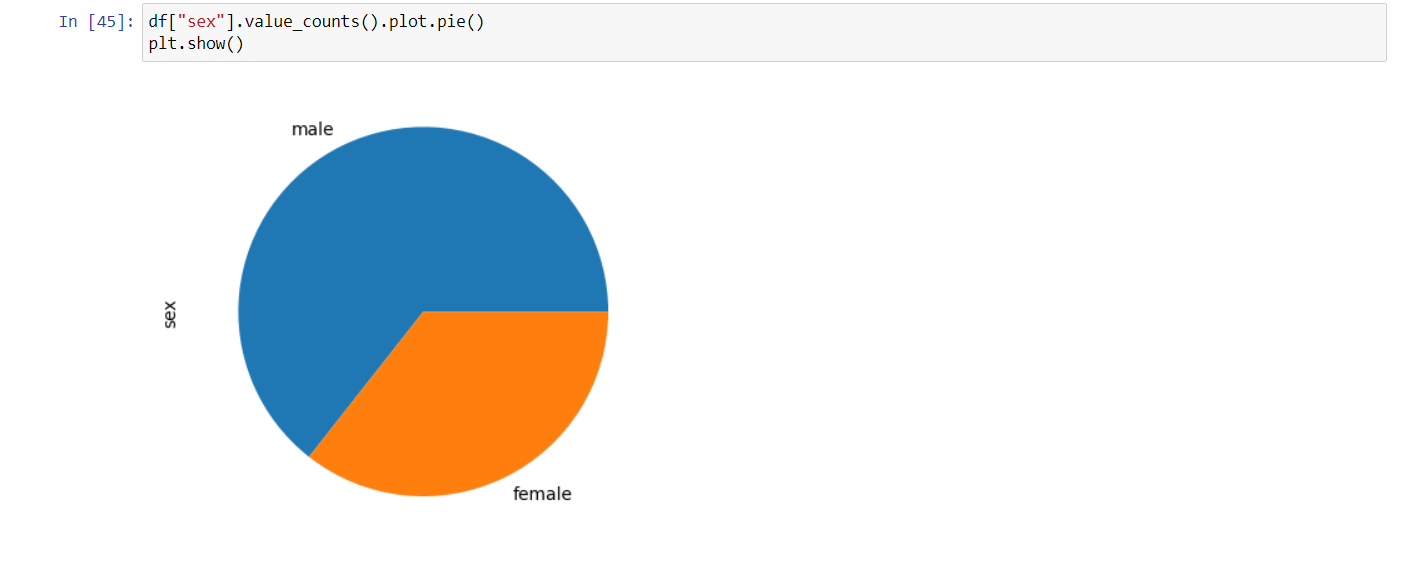 In [45]: df["sex"].value_counts().plot.pie()
plt.show()
male
sex
female